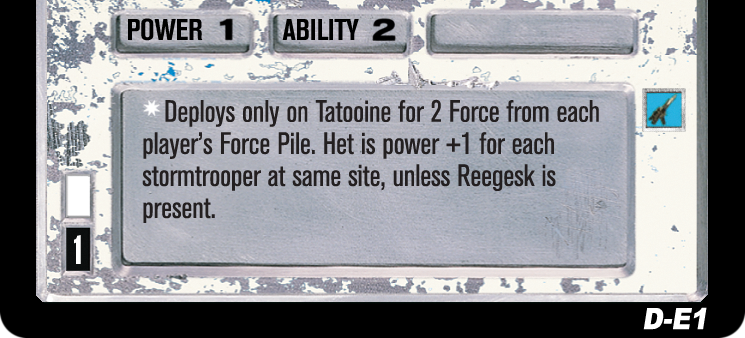 POWER 1 ABILITY 2
Deploys only on Tatooine for 2 Force from each
player's Force Pile. Het is power +1 for each
stormtrooper at same site, unless Reegesk is
present.
1
D-E1